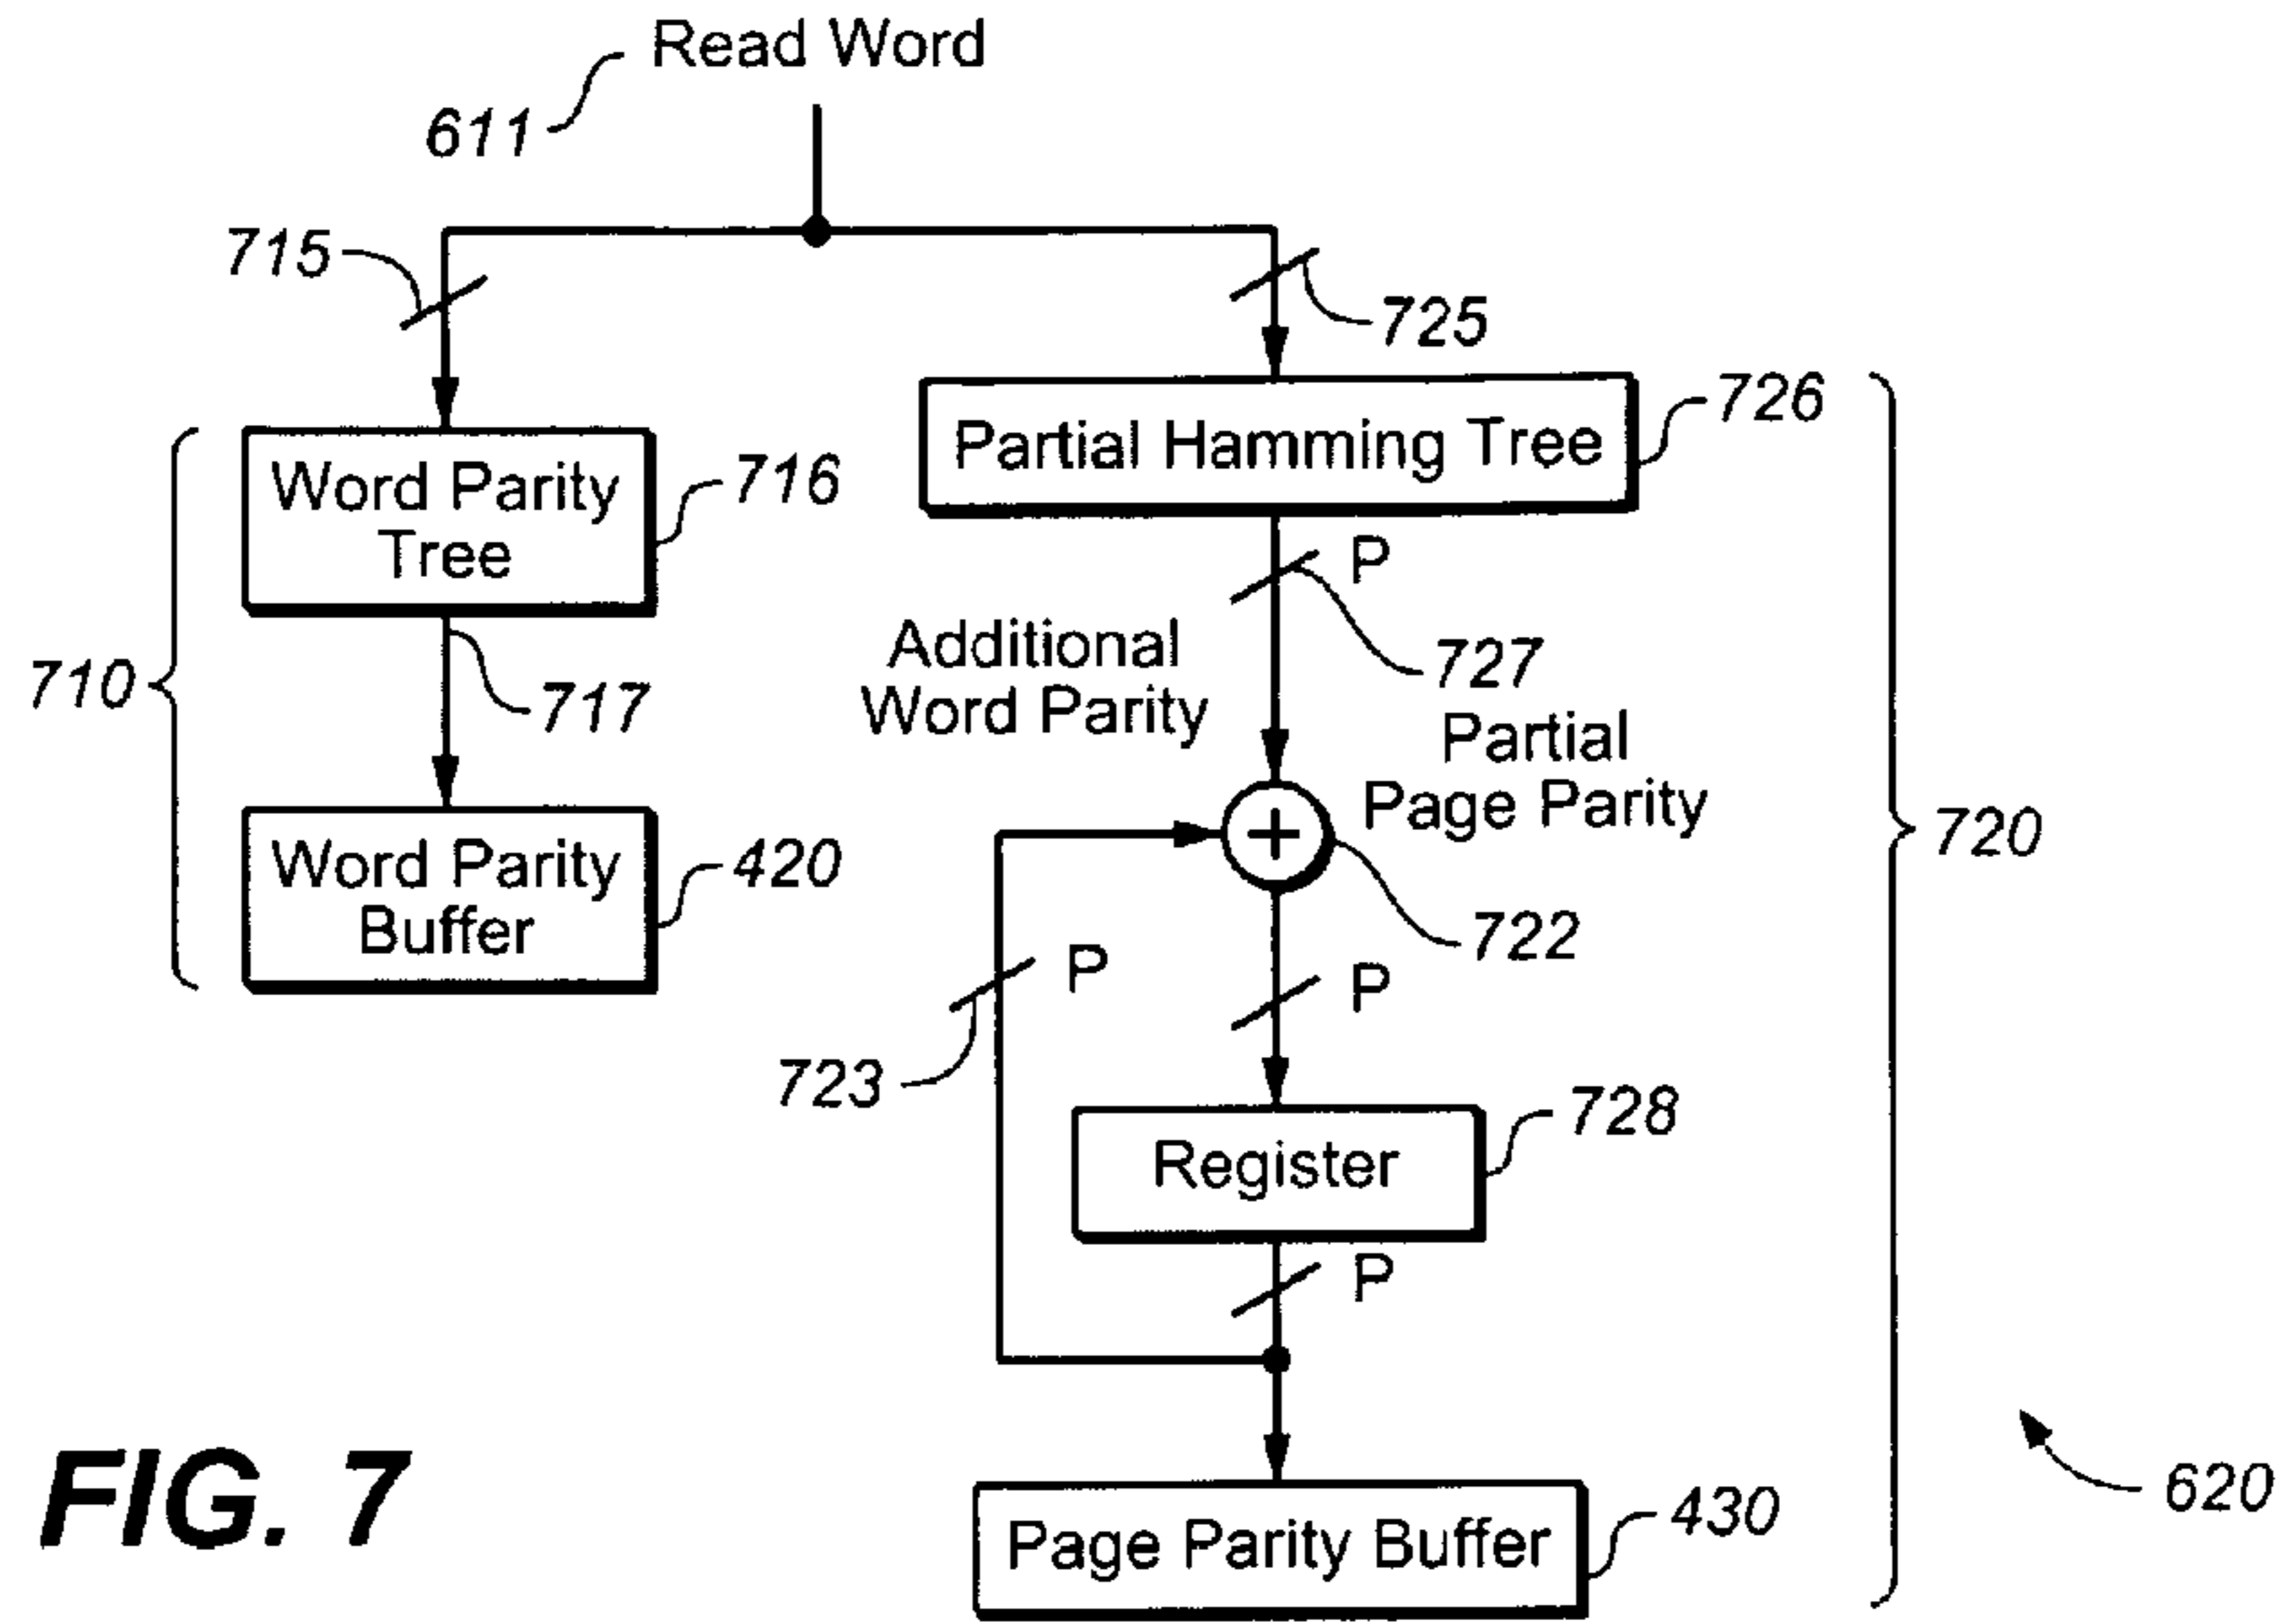 Read Word
611
715
725
Partial Hamming Tree
726
Word Parity
Tree
716
P
727
Additional
Word Parity
710
717
Partial
Page Parity
720
Word Parity
Buffer
420
722
P
P
723
728
Register
P
FIG. 7
620
Page Parity Buffer
430